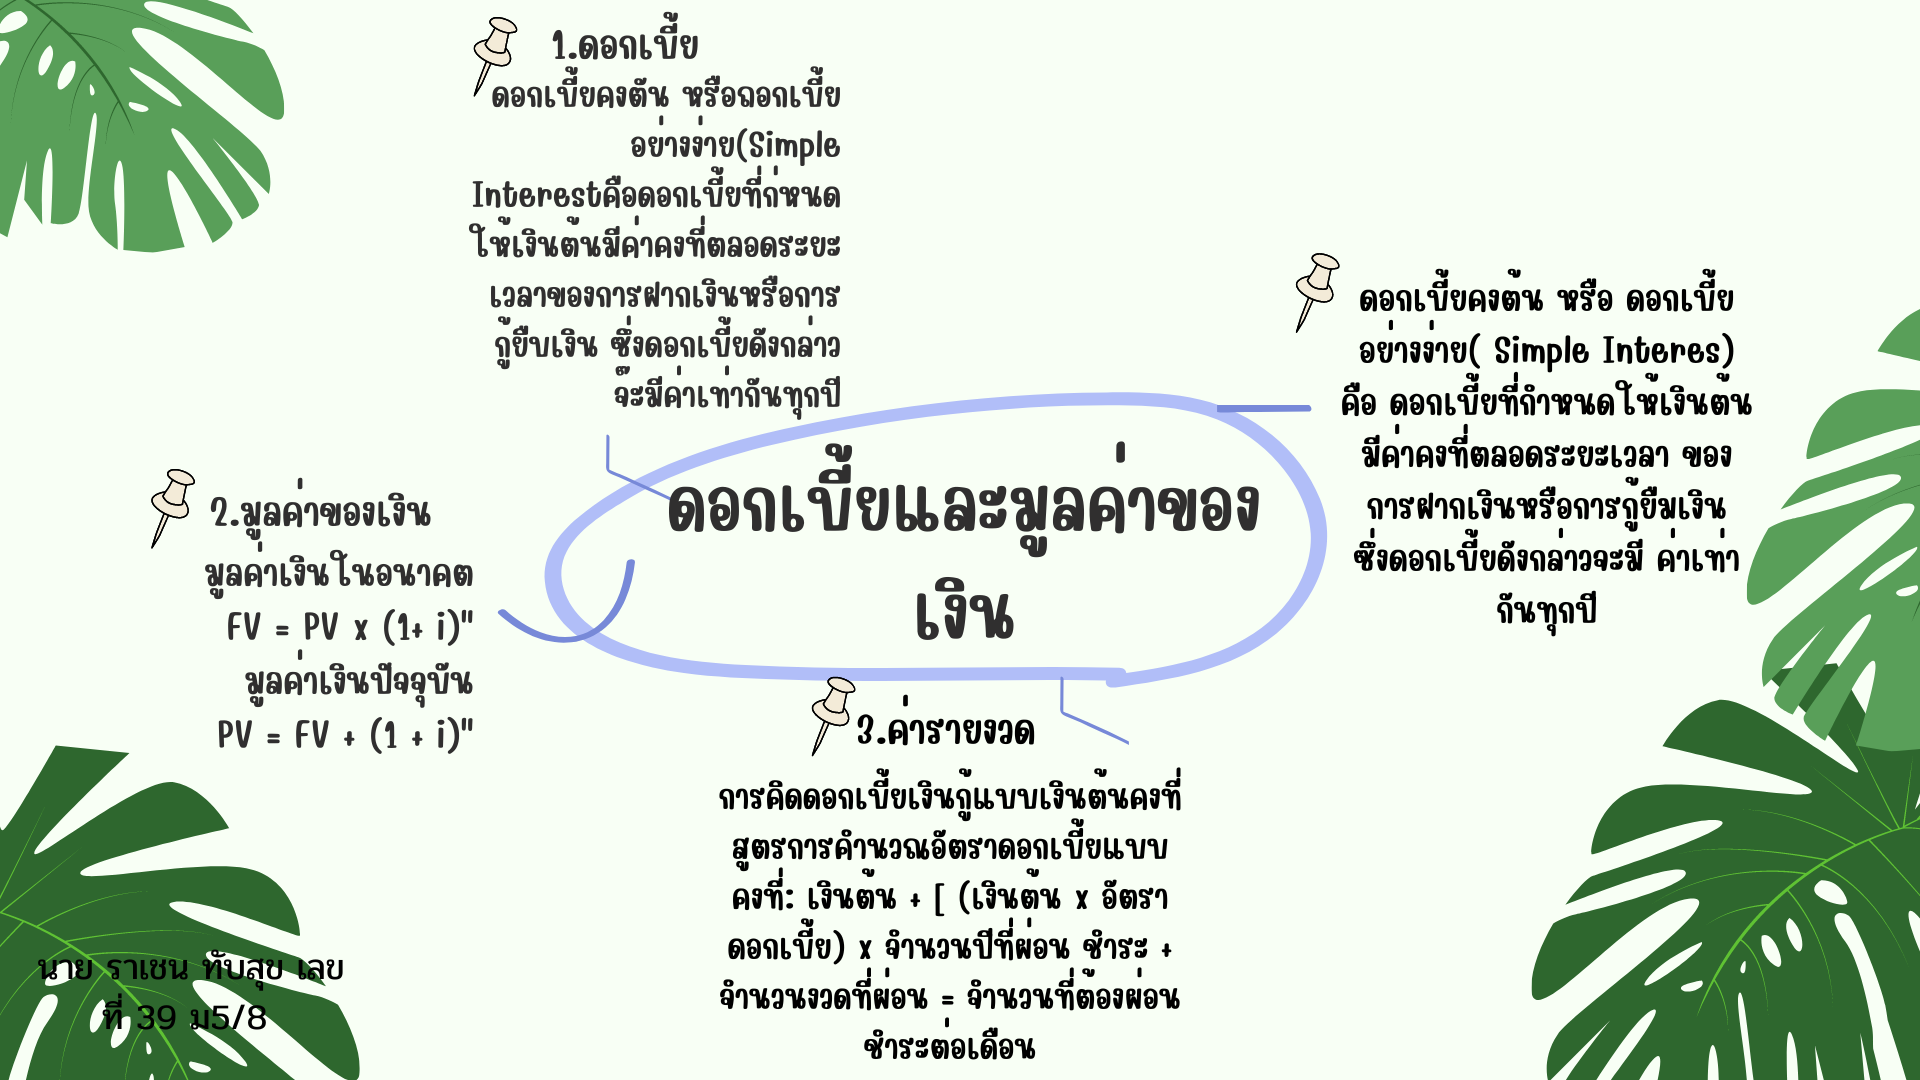 1.ดอกเบี้ย
ดอกเบี้ยคงตัน หรือถอกเบี้ย
อย่างง่าย(Simple
Interestคือดอกเบี้ยที่ก่หนด
ให้เงินต้นมีค่าคงที่ตลอดระยะ
เวลาของการฝากเงินหรือการ
กู้ยืบเงิน ซึ่งดอกเบี้ยดังกล่าว
จ๊ะมีค่าเท่ากันทุกปี
ดอกเบี้ยและมูลค่าของ
เงิน
2.มูลค่าของเงิน
มูลค่าเงินในอนาคต
FV = PV x (1+ i)"
มูลค่าเงินปัจจุบัน
PV = FV + (1 + i)"
ดอกเบี้ยคงต้น หรือ ดอกเบี้ย
อย่างง่าย( Simple Interes)
คือ ดอกเบี้ยที่กำหนดให้เงินต้น
มีค่าคงที่ตลอดระยะเวลา ของ
การฝากเงินหรือการกู้ยืมเงิน
ซึ่งดอกเบี้ยดังกล่าวจะมี ค่าเท่า
กันทุกปี
3.ค่ารายงวด
การคิดดอกเบี้ยเงินกู้แบบเงินต้นคงที่
สูตรการคำนวณอัตราดอกเบี้ยแบบ
คงที่: เงินต้น + [ (เงินต้น x อัตรา
ดอกเบี้ย) x จำนวนปีที่ผ่อน ชำระ +
จำนวนงวดที่ผ่อน = จำนวนที่ต้องผ่อน
ชำระต่อเดือน
นาย ราเชน ทับสุข เลข
ที่ 39 ม5/8